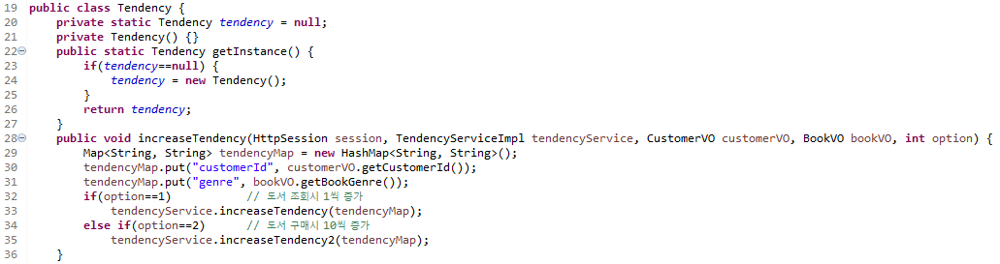 19 public class Tendency {
20     private static Tendency tendency = null;
21     private Tendency() {}
22     public static Tendency getInstance() {
23         if(tendency==null) {
24             tendency = new Tendency();
25         }
26         return tendency;
27     }
28     public void increaseTendency(HttpSession session, TendencyServiceImpl tendencyService, CustomerVO customerVO, BookVO bookVO, int option) {
29         Map<String, String> tendencyMap = new HashMap<String, String>();
30         tendencyMap.put("customerId", customerVO.getCustomerId());
31         tendencyMap.put("genre", bookVO.getBookGenre());
32         if(option==1)           // 도서 조회시 1씩 증가
33             tendencyService.increaseTendency(tendencyMap);
34         else if(option==2)      // 도서 구매시 10씩 증가
35             tendencyService.increaseTendency2(tendencyMap);
36     }